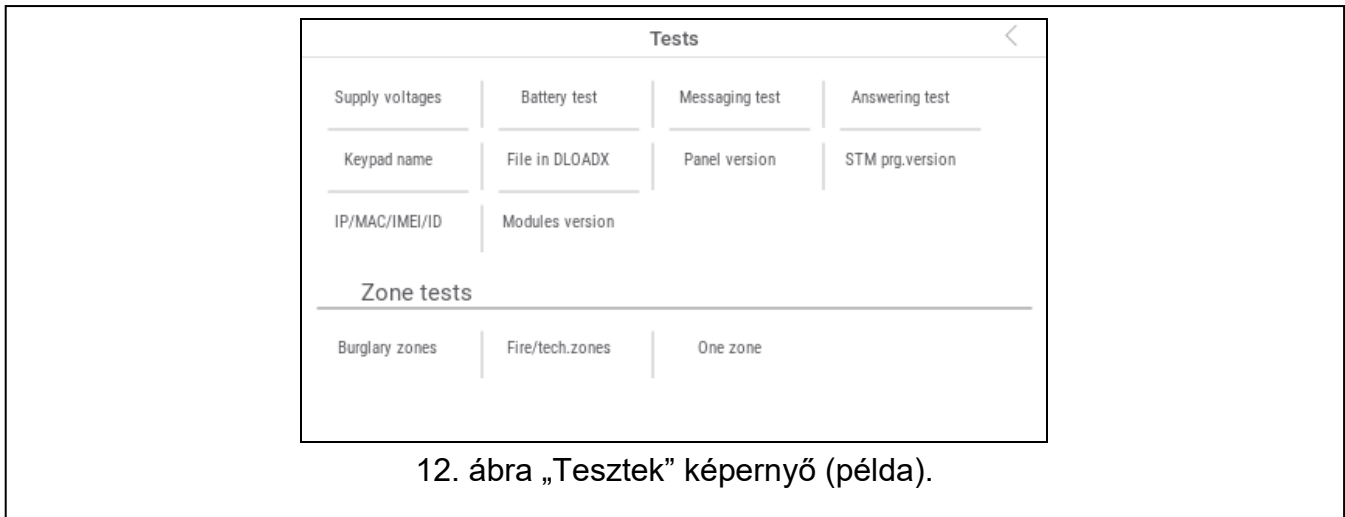 Tests
Supply voltages Battery test Messaging test Answering test
Keypad name File in DLOADX Panel version STM prg.version
IP/MAC/IMEI/ID Modules version
Zone tests
Burglary zones Fire/tech.zones One zone
12. ábra „Tesztek” képernyő (példa).